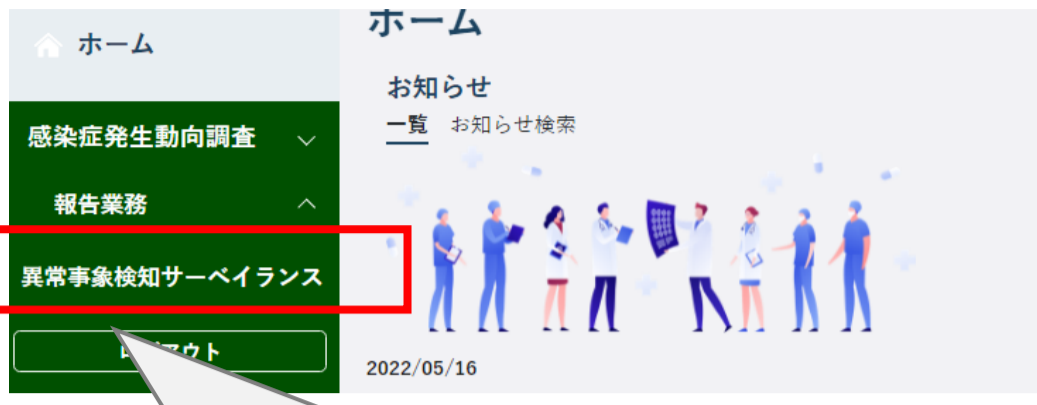 ホーム
感染症発生動向調査
報告業務
異常事象検知サーベイランス
ホーム
お知らせ
一覧 お知らせ検索
2022/05/16